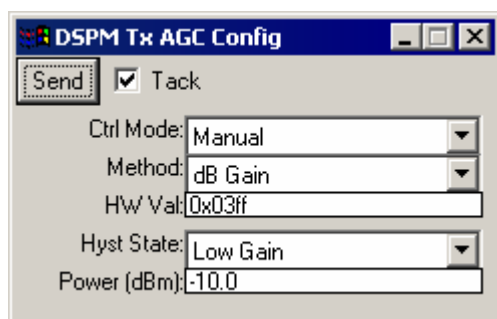 DSPM Tx AGC Config
Send Tack
Ctrl Mode: Manual
Method: dB Gain
HW Val: 0x03ff
Hyst State: Low Gain
Power (dBm): -10.0